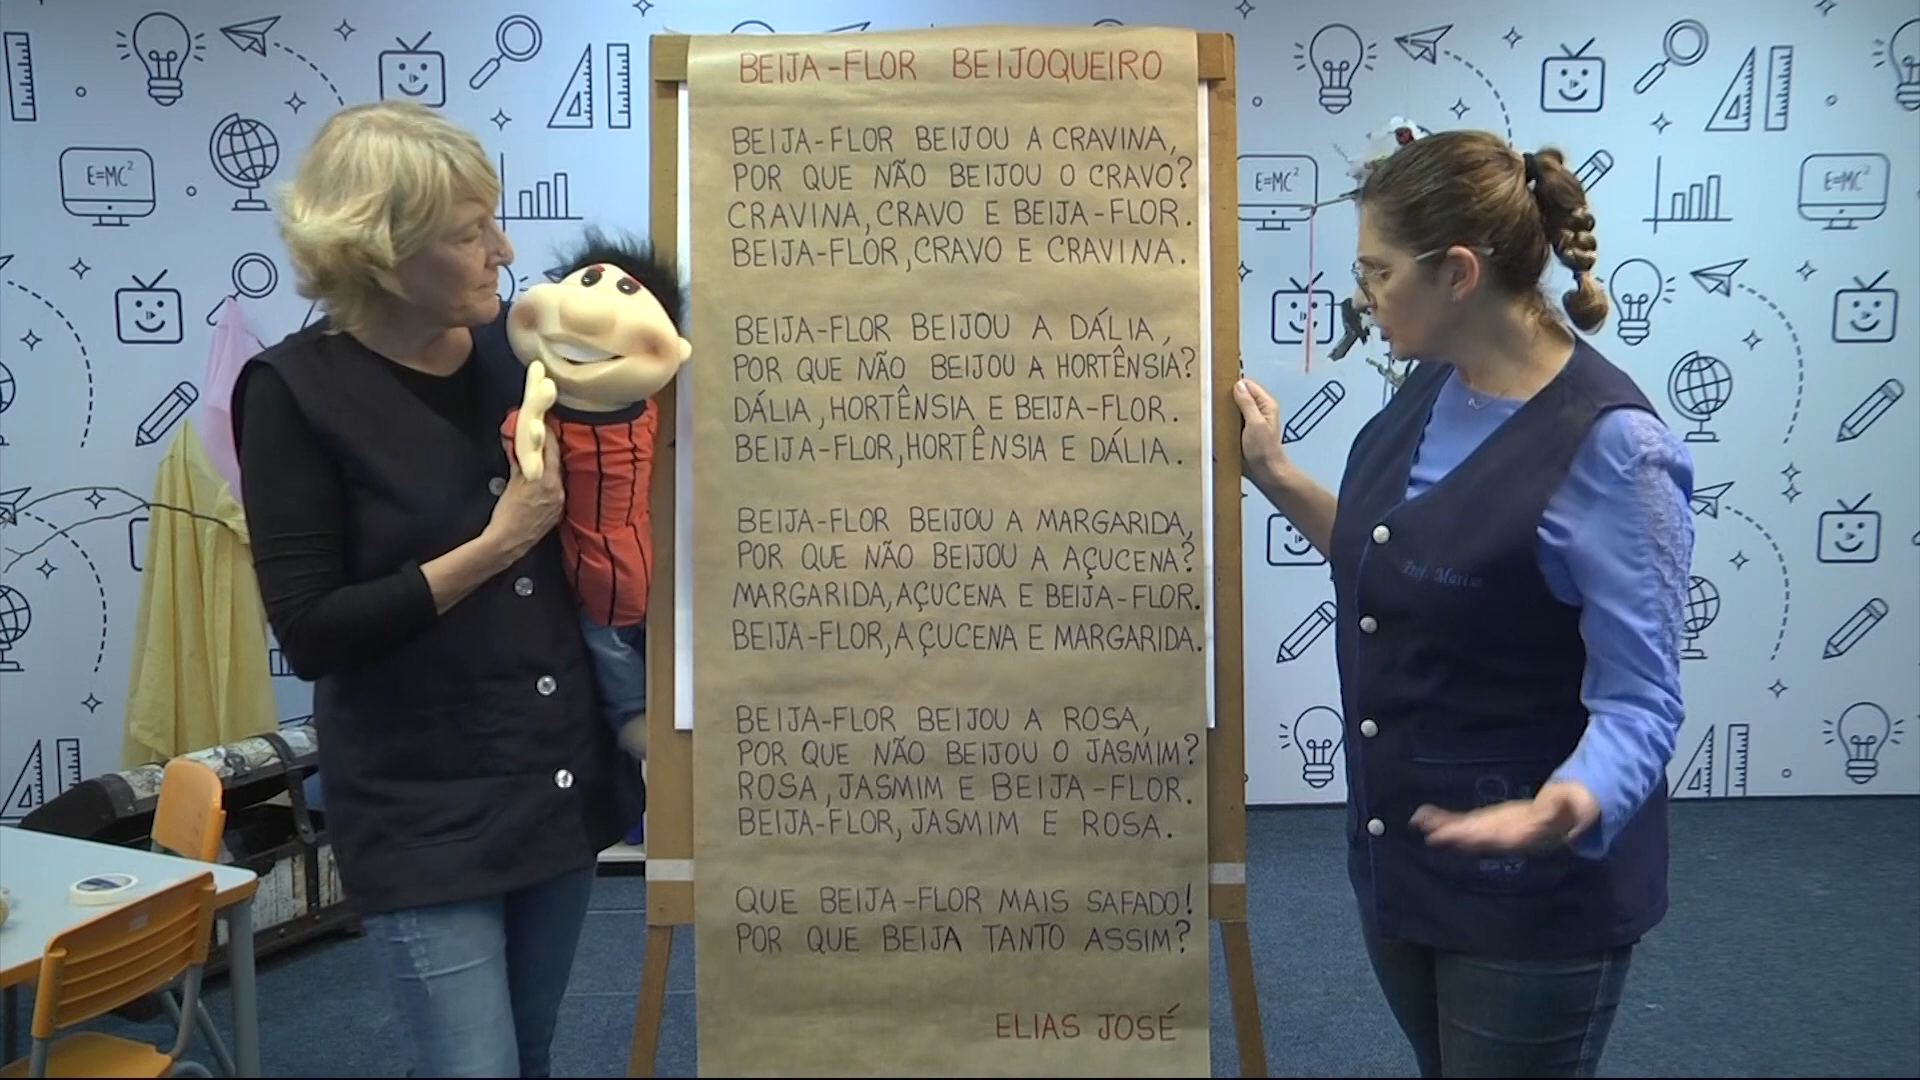 BEIJA-FLOR BEIJOQUEIRO
BEIJA-FLOR BEIJOU A CRAVINA,
POR QUE NÃO BEIJOU O CRAVO?
CRAVINA, CRAVO E BEIJA-FLOR.
BEIJA-FLOR, CRAVO E CRAVINA.
BEIJA-FLOR BEIJOU A DÁLIA,
POR QUE NÃO BEIJOU A HORTÊNSIA?
DÁLIA, HORTÊNSIA E BEIJA-FLOR.
BEIJA-FLOR, HORTÊNSIA E DÁLIA.
BEIJA-FLOR BEIJOU A MARGARIDA,
POR QUE NÃO BEIJOU A AÇUCENA?
MARGARIDA, AÇUCENA E BEIJA-FLOR.
BEIJA-FLOR, AÇUCENA E MARGARIDA.
BEIJA-FLOR BEIJOU A ROSA,
POR QUE NÃO BEIJOU O JASMIM?
ROSA, JASMIM E BEIJA-FLOR.
BEIJA-FLOR, JASMIM E ROSA.
QUE BEIJA-FLOR MAIS SAFADO!
POR QUE BEIJA TANTO ASSIM?
ELIAS JOSÉ
E=MC²
E=MC²
E=MC²
Prof. Marisa